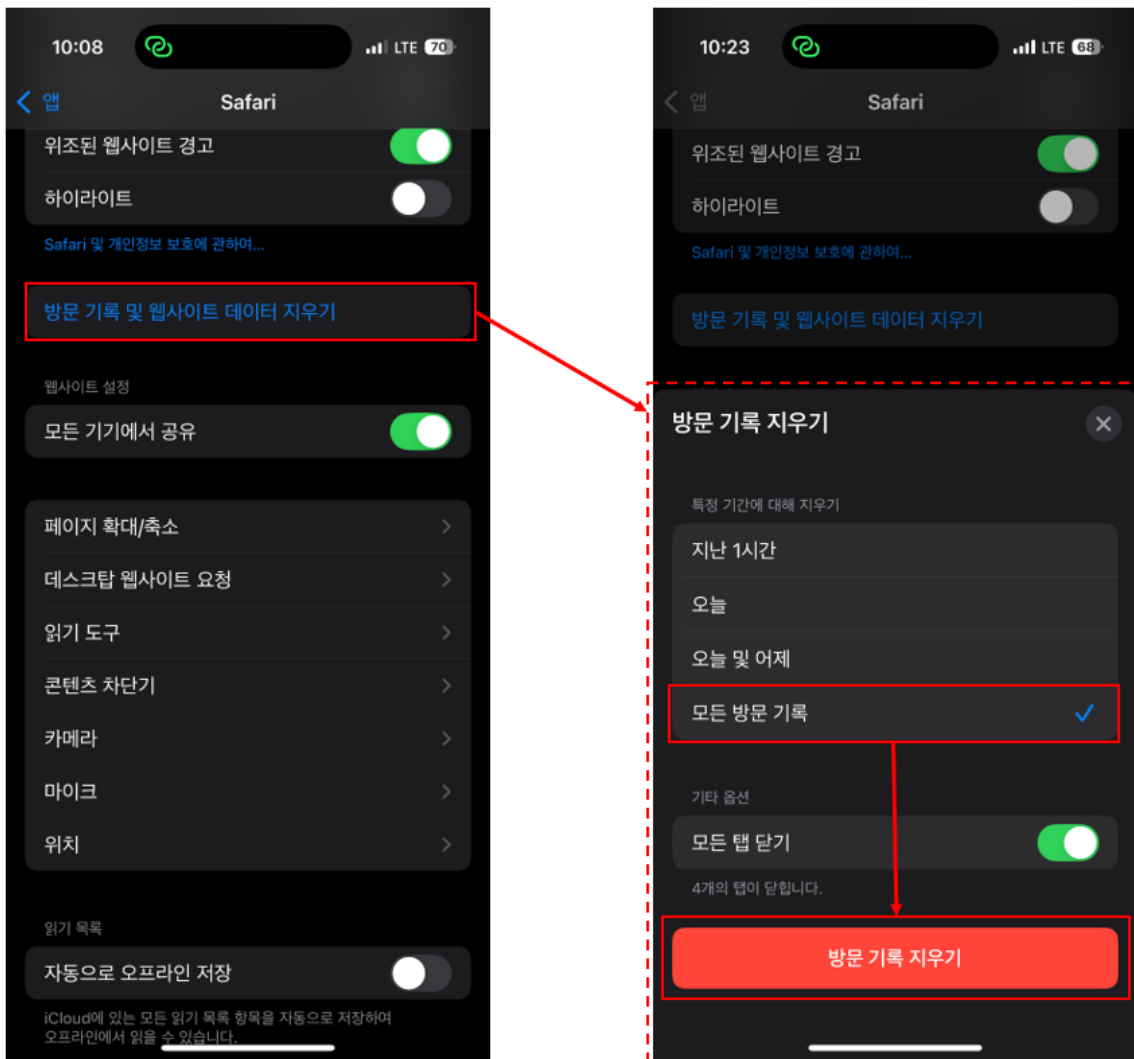 10:08
LTE 70
앱
Safari
위조된 웹사이트 경고
하이라이트
Safari 및 개인정보 보호에 관하여...
방문 기록 및 웹사이트 데이터 지우기
웹사이트 설정
모든 기기에서 공유
페이지 확대/축소
데스크탑 웹사이트 요청
읽기 도구
콘텐츠 차단기
카메라
마이크
위치
읽기 목록
자동으로 오프라인 저장
iCloud에 있는 모든 읽기 목록 항목을 자동으로 저장하여
오프라인에서 읽을 수 있습니다.
10:23
LTE 68
앱
Safari
위조된 웹사이트 경고
하이라이트
Safari 및 개인정보 보호에 관하여...
방문 기록 및 웹사이트 데이터 지우기
방문 기록 지우기
특정 기간에 대해 지우기
지난 1시간
오늘
오늘 및 어제
모든 방문 기록
기타 옵션
모든 탭 닫기
4개의 탭이 닫힙니다.
방문 기록 지우기